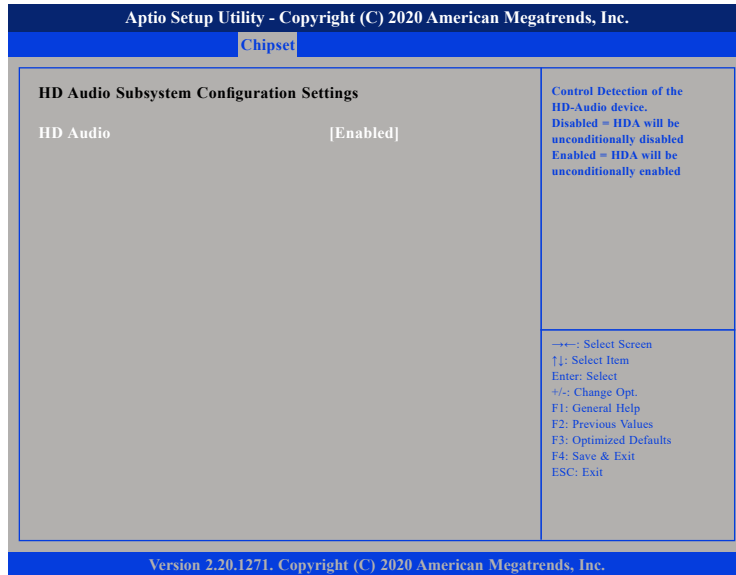 Aptio Setup Utility - Copyright (C) 2020 American Megatrends, Inc.
Chipset
HD Audio Subsystem Configuration Settings
HD Audio [Enabled]
Control Detection of the
HD-Audio device.
Disabled = HDA will be
unconditionally disabled
Enabled = HDA will be
unconditionally enabled
→←: Select Screen
↑↓: Select Item
Enter: Select
+/-: Change Opt.
F1: General Help
F2: Previous Values
F3: Optimized Defaults
F4: Save & Exit
ESC: Exit
Version 2.20.1271. Copyright (C) 2020 American Megatrends, Inc.